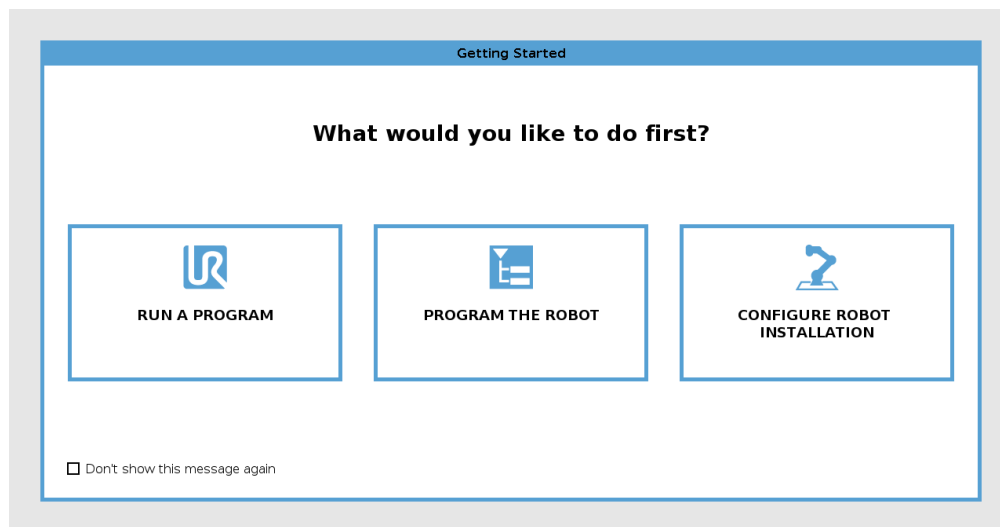 Getting Started
What would you like to do first?
UR
RUN A PROGRAM
PROGRAM THE ROBOT
CONFIGURE ROBOT
INSTALLATION
Don't show this message again